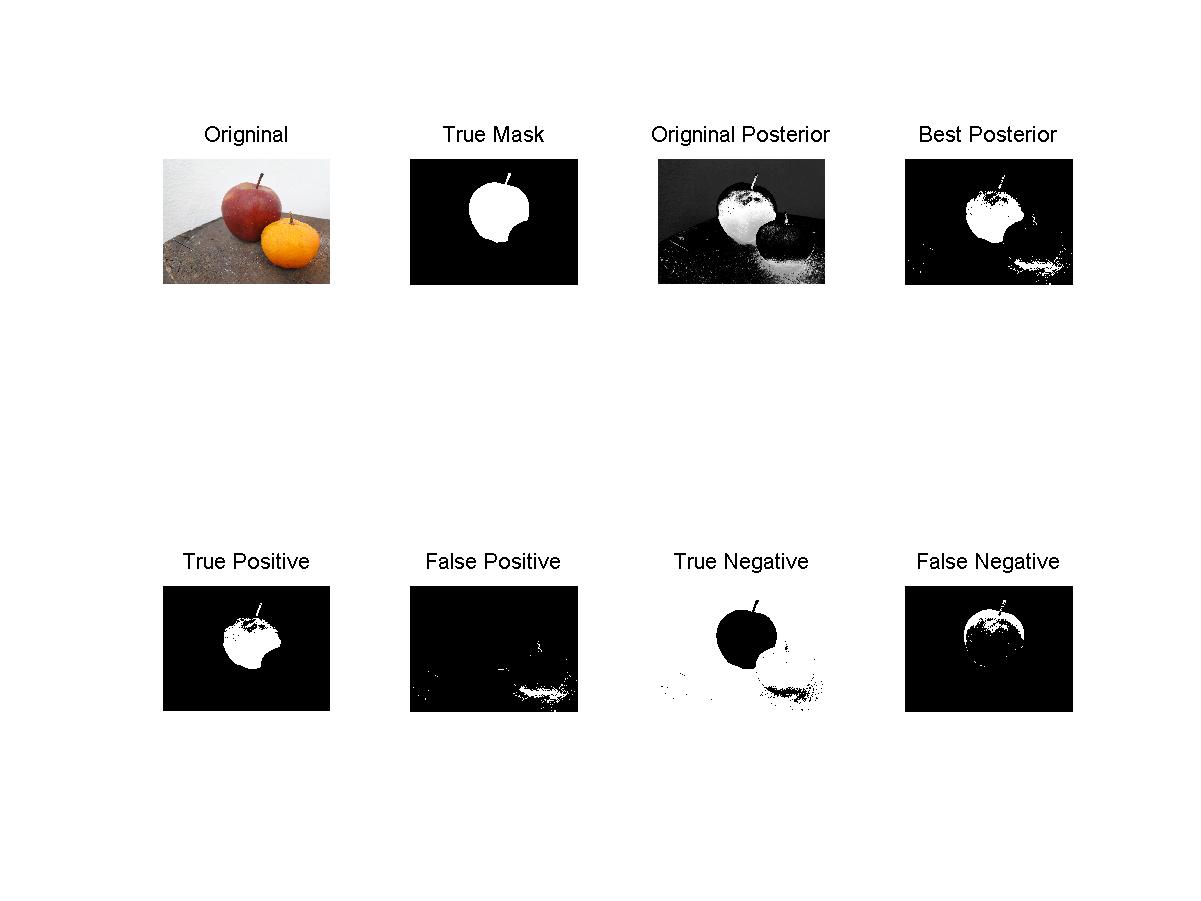 Origninal
True Mask
Origninal Posterior
Best Posterior
True Positive
False Positive
True Negative
False Negative